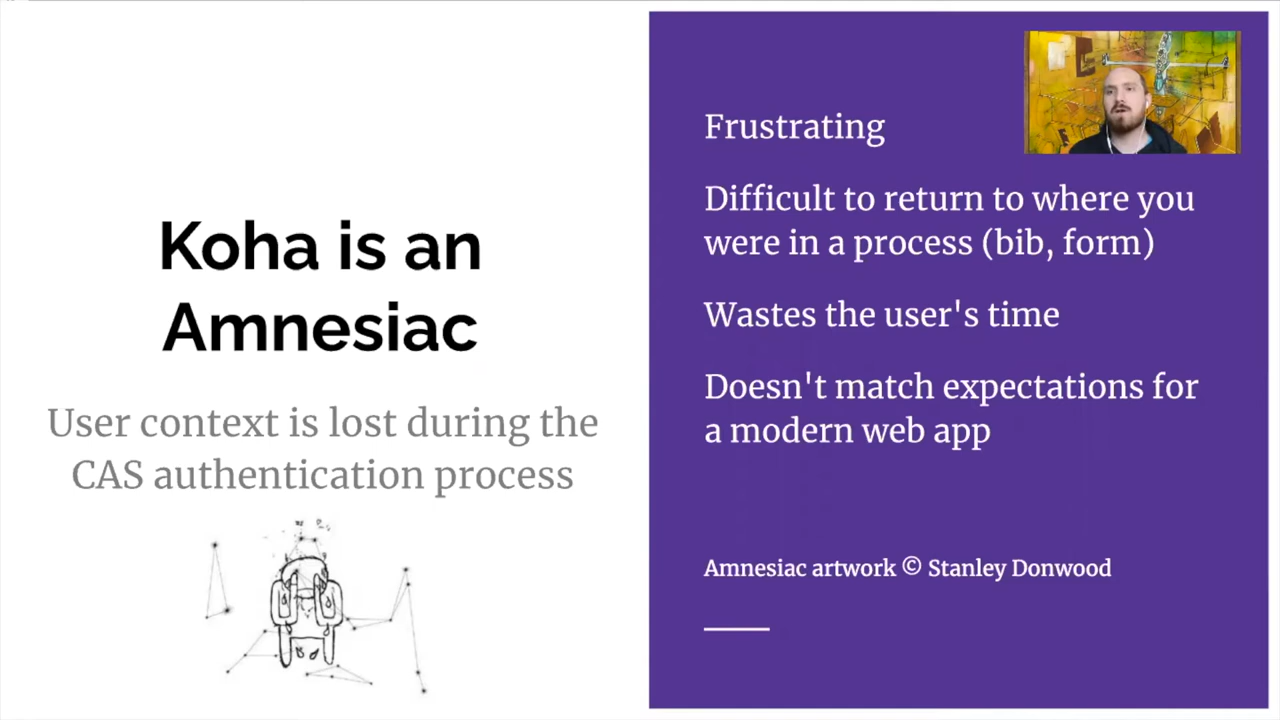 Koha is an
Amnesiac
User context is lost during the
CAS authentication process
Frustrating
Difficult to return to where you
were in a process (bib, form)
Wastes the user's time
Doesn't match expectations for
a modern web app
Amnesiac artwork © Stanley Donwood